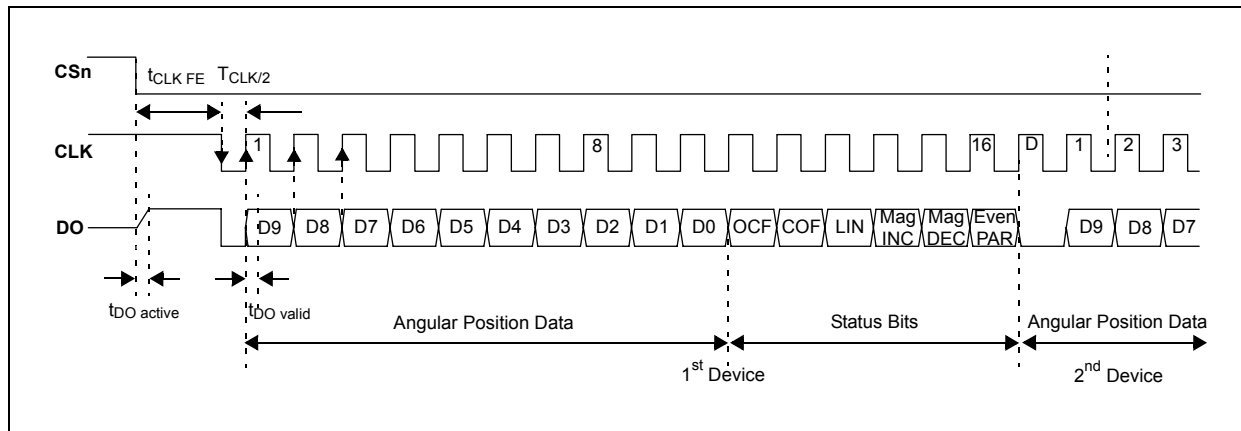 CSn
tCLK FE TCLK/2
CLK 1 8 16 D 1 2 3
DO D9 D8 D7 D6 D5 D4 D3 D2 D1 D0 OCF COF LIN Mag INC Mag DEC Even PAR D9 D8 D7
tDO active tDO valid
Angular Position Data Status Bits Angular Position Data
1st Device 2nd Device